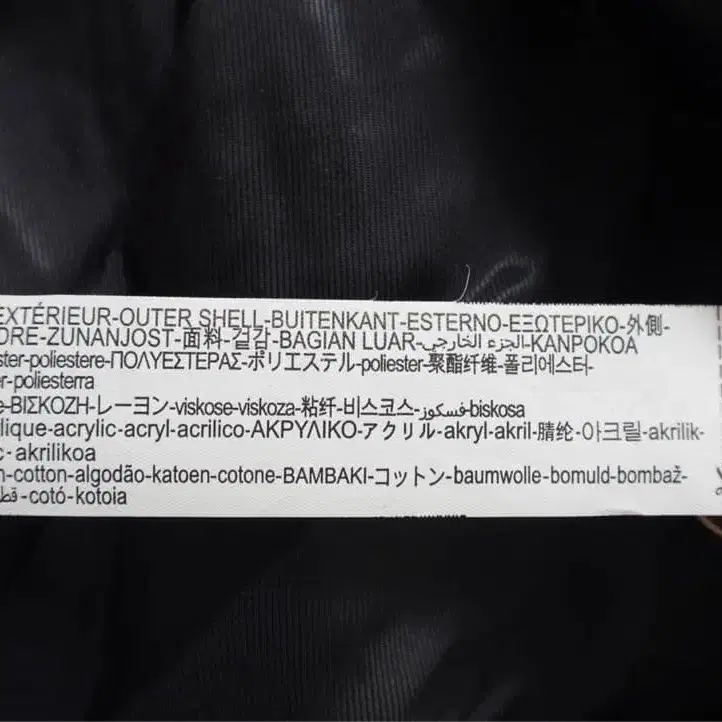 EXTÉRIEUR-OUTER SHELL-BUITENKANT-ESTERNO-ΕΞΩΤΕΡΙΚΟ-外側-
DRE-ZUNANJOST-面料-겉감-BAGIAN LUAR-الجزء الخارجي-KANPOKOA
ster-poliestere-ΠΟΛΥΕΣΤΕΡΑΣ-ポリエステル-poliester-聚酯纤维-폴리에스터-
r-poliesterra
e-ΒΙΣΚΟΖΗ-レーヨン-viskose-viskoza-粘纤-비스코스-فسكوز-biskosa
lique-acrylic-acryl-acrilico-ΑΚΡΥΛΙΚΟ-アクリル-akryl-akril-腈纶-아크릴-akrilik-
c- akrilikoa
n-cotton-algodão-katoen-cotone-ΒΑΜΒΑΚΙ-コットン-baumwolle-bomuld-bombaž-
-cotó-kotoia